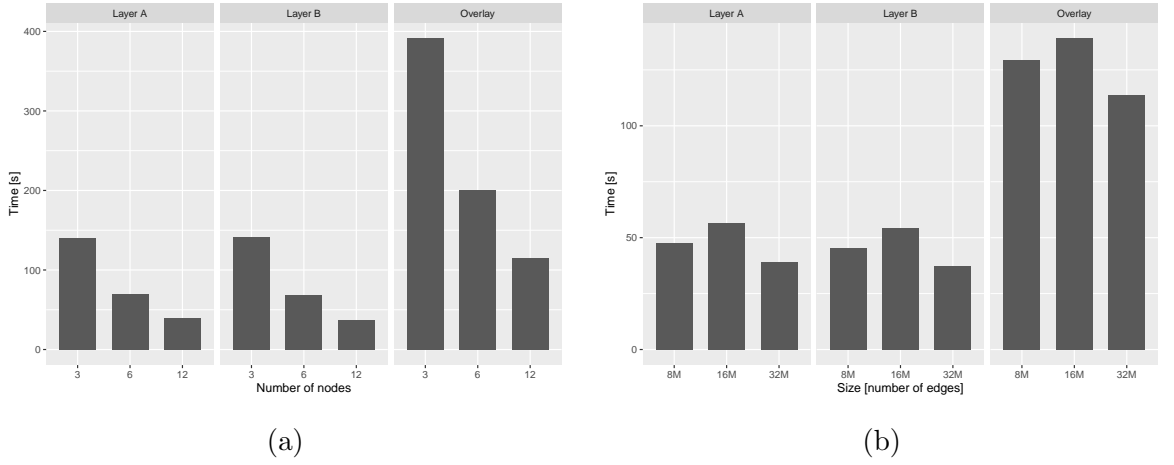 Layer A Layer B Overlay
400
300
200
100
0
Time [s]
3 6 12 3 6 12 3 6 12
Number of nodes
(a)
Layer A Layer B Overlay
100
50
0
Time [s]
8M 16M 32M 8M 16M 32M 8M 16M 32M
Size [number of edges]
(b)